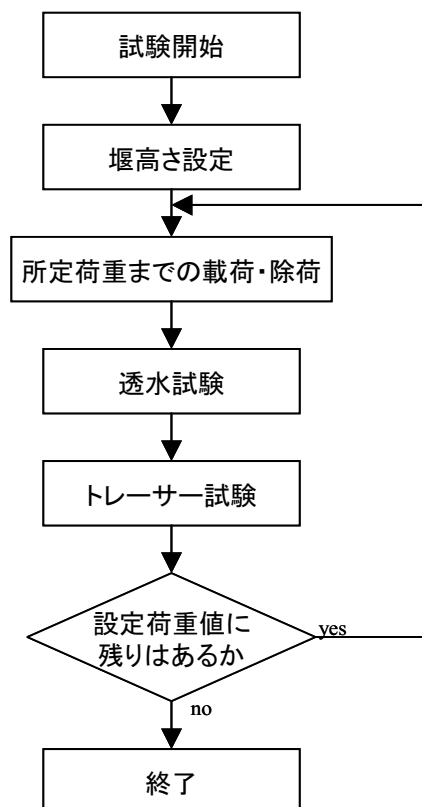 試験開始
堰高さ設定
所定荷重までの載荷・除荷
透水試験
トレーサー試験
設定荷重値に
残りはあるか
yes
no
終了